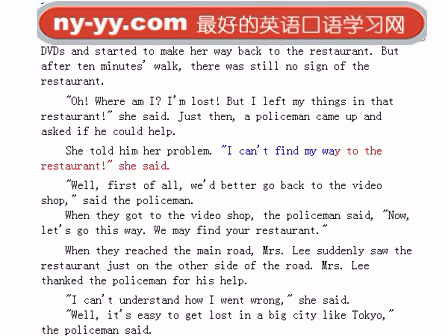 ny-yy.com 最好的英语口语学习网
DVDs and started to make her way back to the restaurant. But
after ten minutes' walk, there was still no sign of the
restaurant.
"Oh! Where am I? I'm lost! But I left my things in that
restaurant!" she said. Just then, a policeman came up and
asked if he could help.
She told him her problem. "I can't find my way to the
restaurant!" she said.
"Well, first of all, we'd better go back to the video
shop," said the policeman.
When they got to the video shop, the policeman said, "Now,
let's go this way. We may find your restaurant."
When they reached the main road, Mrs. Lee suddenly saw the
restaurant just on the other side of the road. Mrs. Lee
thanked the policeman for his help.
"I can't understand how I went wrong," she said.
"Well, it's easy to get lost in a big city like Tokyo,"
the policeman said.